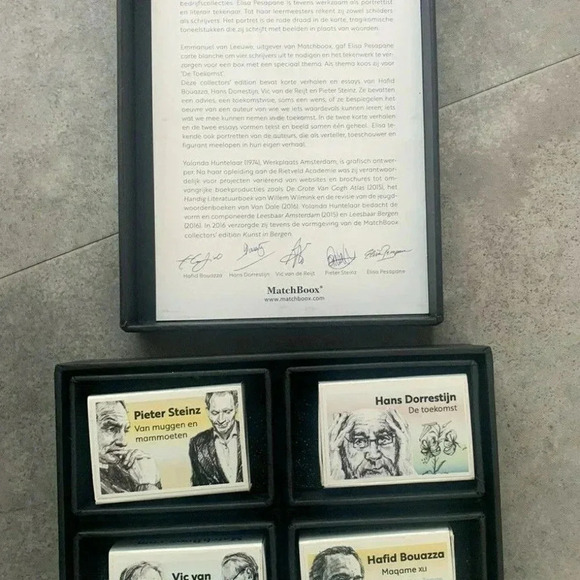 bedrijfscollecties. Elisa Pesapane is tevens werkzaam als portrettist
en literair tekenaar. Tot haar leermeesters rekent zij zowel schilders
als schrijvers. Het portret is de rode draad in de karte, tragikomische
toneelstukken die zij schrijft met beelden in plaats van woorden.
Emmanuel van Leeuwe, uitgever van Matchboox, gaf Elisa Pesapane
carte blanche om vier schrijvers uit te nodigen en het tekenwerk te ver-
zorgen voor een box met een speciaal thema. Als thema koos zij voor
'De Toekomst'.
Deze collectors' edition bevat korte verhalen en essays van Hafid
Bouazza, Hans Dorrestijn, Vic van de Reijt en Pieter Steinz. Ze bevatten
een advies, een toekomstvisie, soms een wens, of ze bespiegelen het
oeuvre van een auteur van wie we iets waardevols kunnen leren, iets
wat we mee kunnen nemen in de toekomst. In de twee korte verhalen
en de twee essays vormen tekst en beeld samen één geheel. Elisa te-
kende ook portretten van de auteurs, die als verteller, toeschouwer en
figurant meelopen in hun eigen verhaal.
Yolanda Huntelaar (1974), Werkplaats Amsterdam, is grafisch ontwer-
per. Na haar opleiding aan de Rietveld Academie was zij verantwoor-
delijk voor projecten variërend van websites en brochures tot om-
vangrijke boekproducties zoals De Grote Van Gogh Atlas (2015), het
Handig Literatuurboek van Willem Wilmink en de revisie van de jeugd-
woordenboeken van Van Dale (2016). Yolanda Huntelaar bedacht de
vorm en componeerde Leesbaar Amsterdam (2015) en Leesbaar Bergen
(2016). In 2016 verzorgde zij tevens de vormgeving van de MatchBoox
collectors' edition Kunst in Bergen.
Hafid Bouazza Hans Dorrestijn Vic van de Reijt Pieter Steinz Elisa Pesapane
MatchBoox®
www.matchboox.com
Pieter Steinz
Van muggen en
mammoeten
Hans Dorrestijn
De toekomst
Vic van
Hafid Bouazza
Maqame XLI